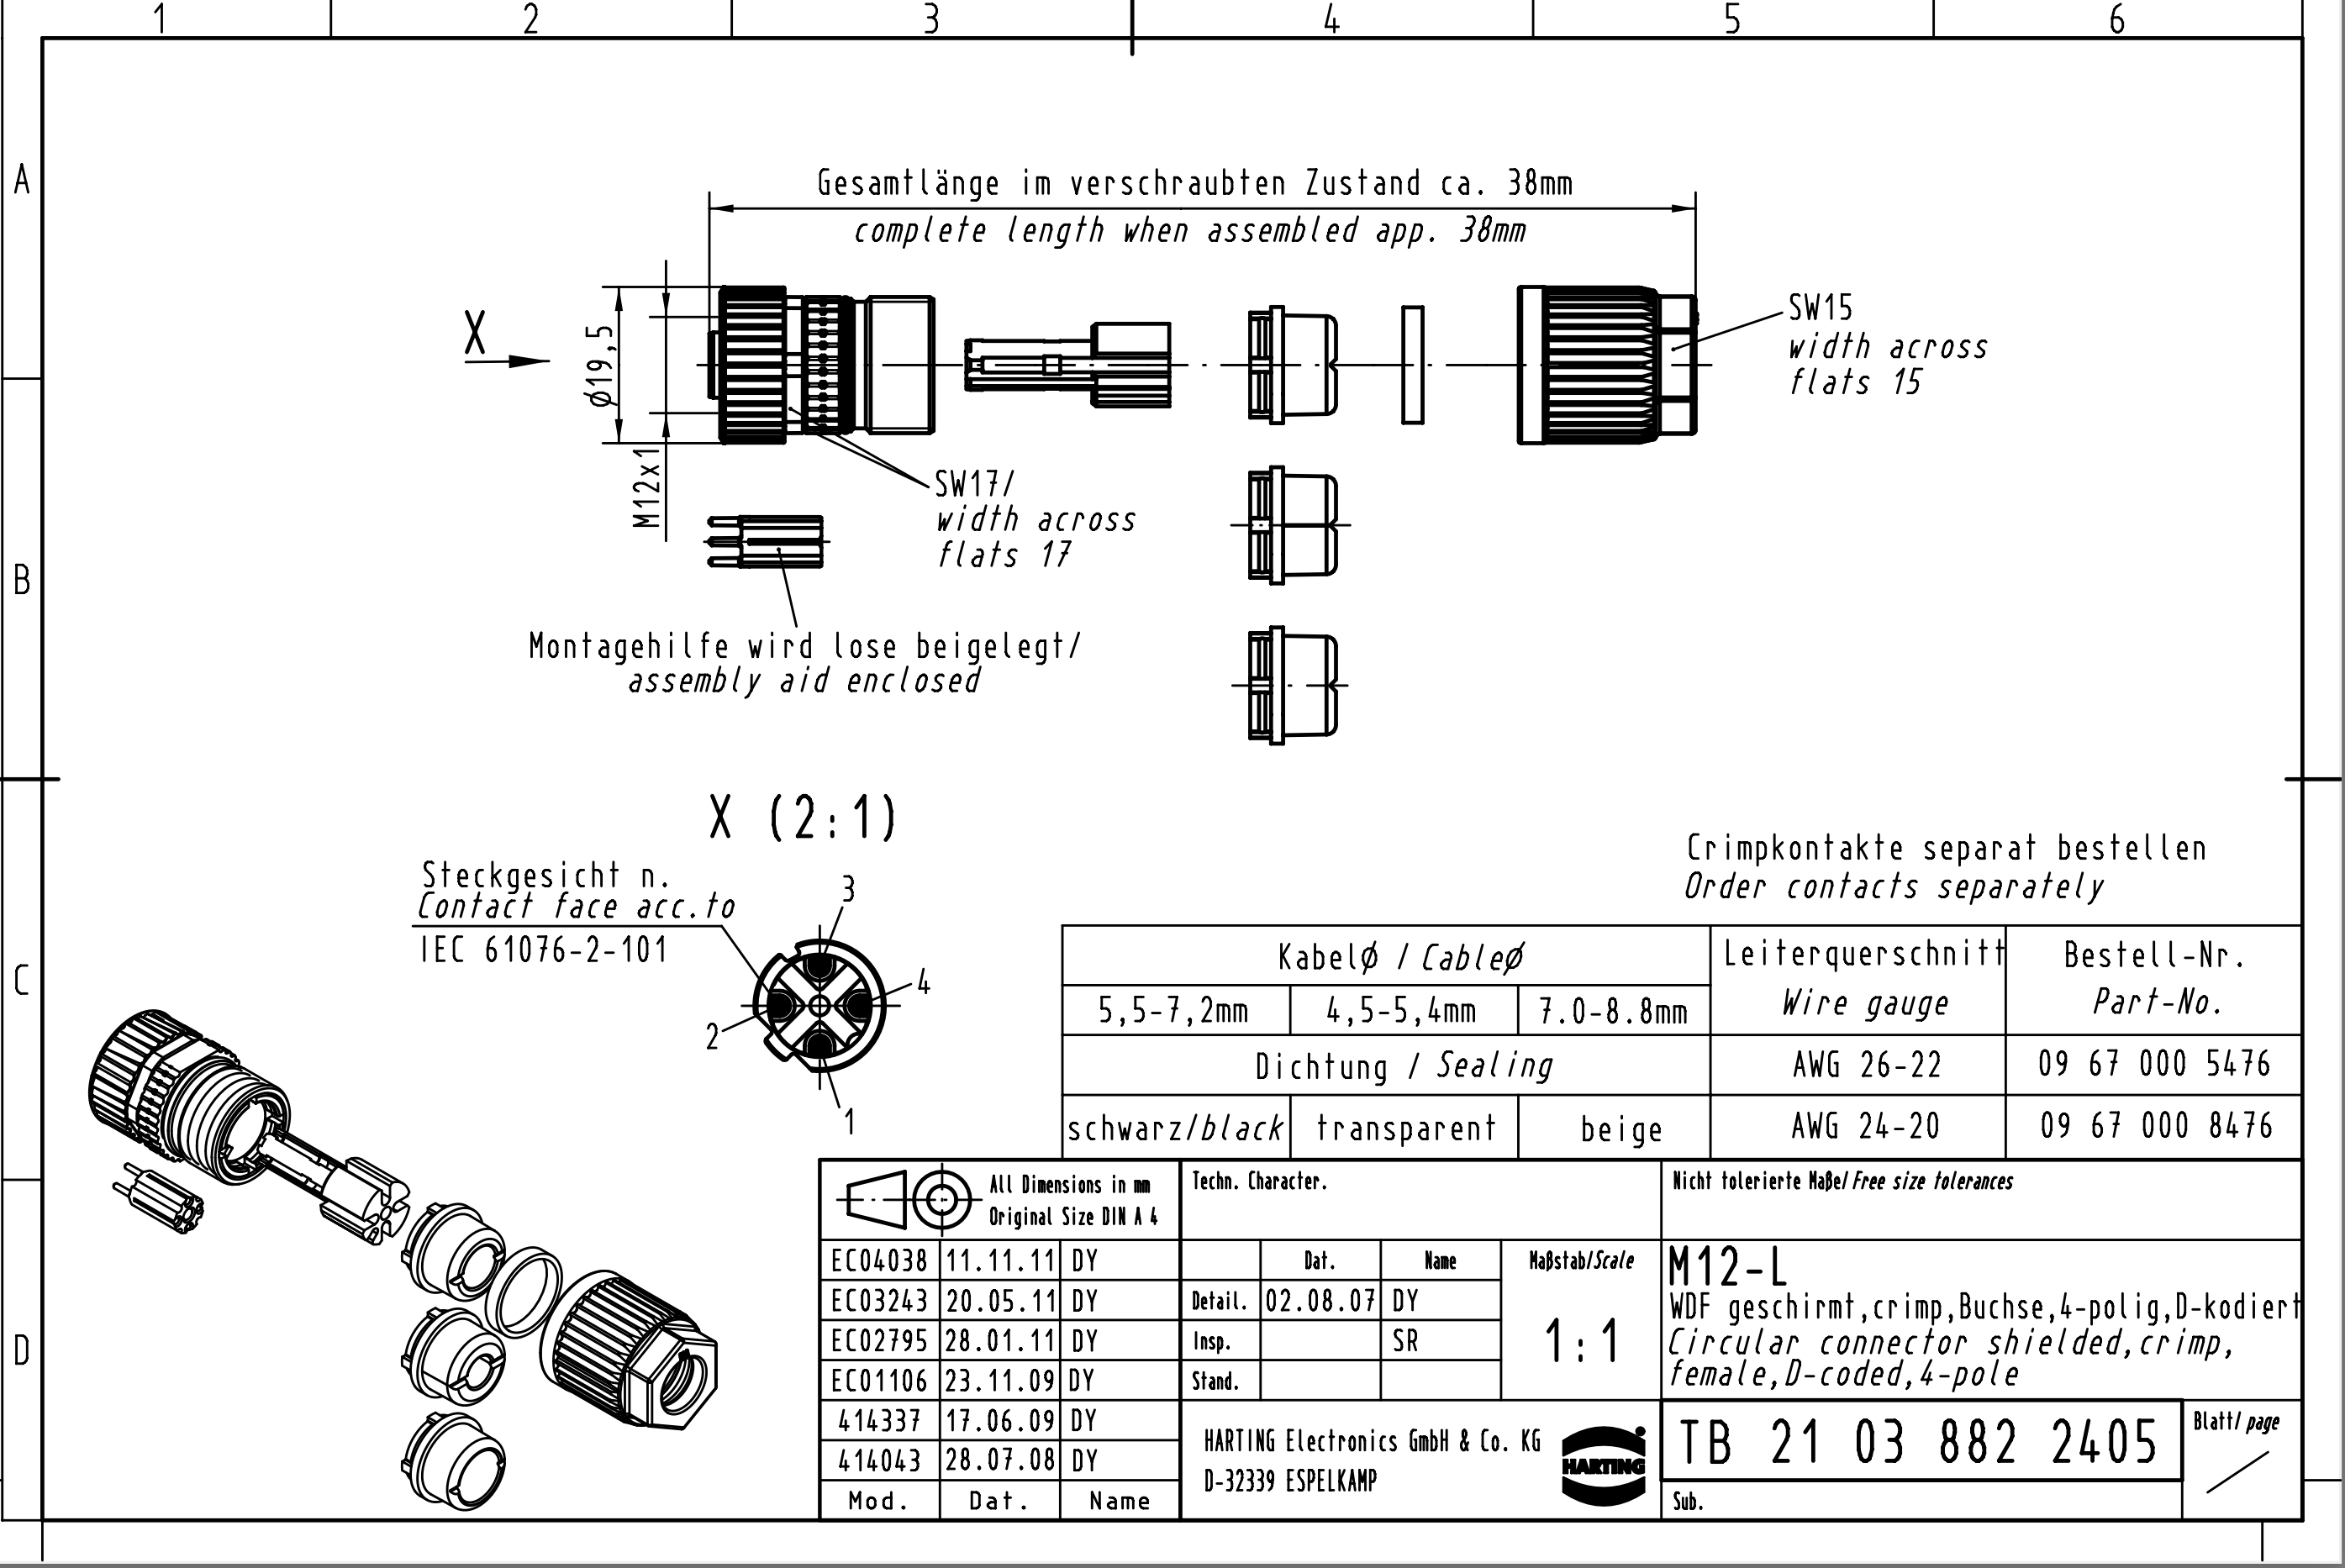 1 2 3 4 5 6
A
B
C
D
Gesamtlänge im verschraubten Zustand ca. 38mm
complete length when assembled app. 38mm
X
ø19,5
M12x1
SW15
width across
flats 15
SW17/
width across
flats 17
Montagehilfe wird lose beigelegt/
assembly aid enclosed
X (2:1)
Steckgesicht n.
Contact face acc.to
IEC 61076-2-101
3
4
2
1
Crimpkontakte separat bestellen
Order contacts separately
Kabelø / Cableø
Leiterquerschnitt
Wire gauge
Bestell-Nr.
Part-No.
5,5-7,2mm 4,5-5,4mm 7.0-8.8mm
Dichtung / Sealing AWG 26-22 09 67 000 5476
schwarz/black transparent beige AWG 24-20 09 67 000 8476
All Dimensions in mm
Original Size DIN A 4
Techn. Character.
Nicht tolerierte Maße/Free size tolerances
EC04038 11.11.11 DY
EC03243 20.05.11 DY
EC02795 28.01.11 DY
EC01106 23.11.09 DY
414337 17.06.09 DY
414043 28.07.08 DY
Mod. Dat. Name
Dat. Name
Detail. 02.08.07 DY
Insp. SR
Stand.
Maßstab/Scale
1:1
M12-L
WDF geschirmt,crimp,Buchse,4-polig,D-kodiert
Circular connector shielded,crimp,
female,D-coded,4-pole
HARTING Electronics GmbH & Co. KG
D-32339 ESPELKAMP
HARTING
TB 21 03 882 2405
Blatt/ page
Sub.